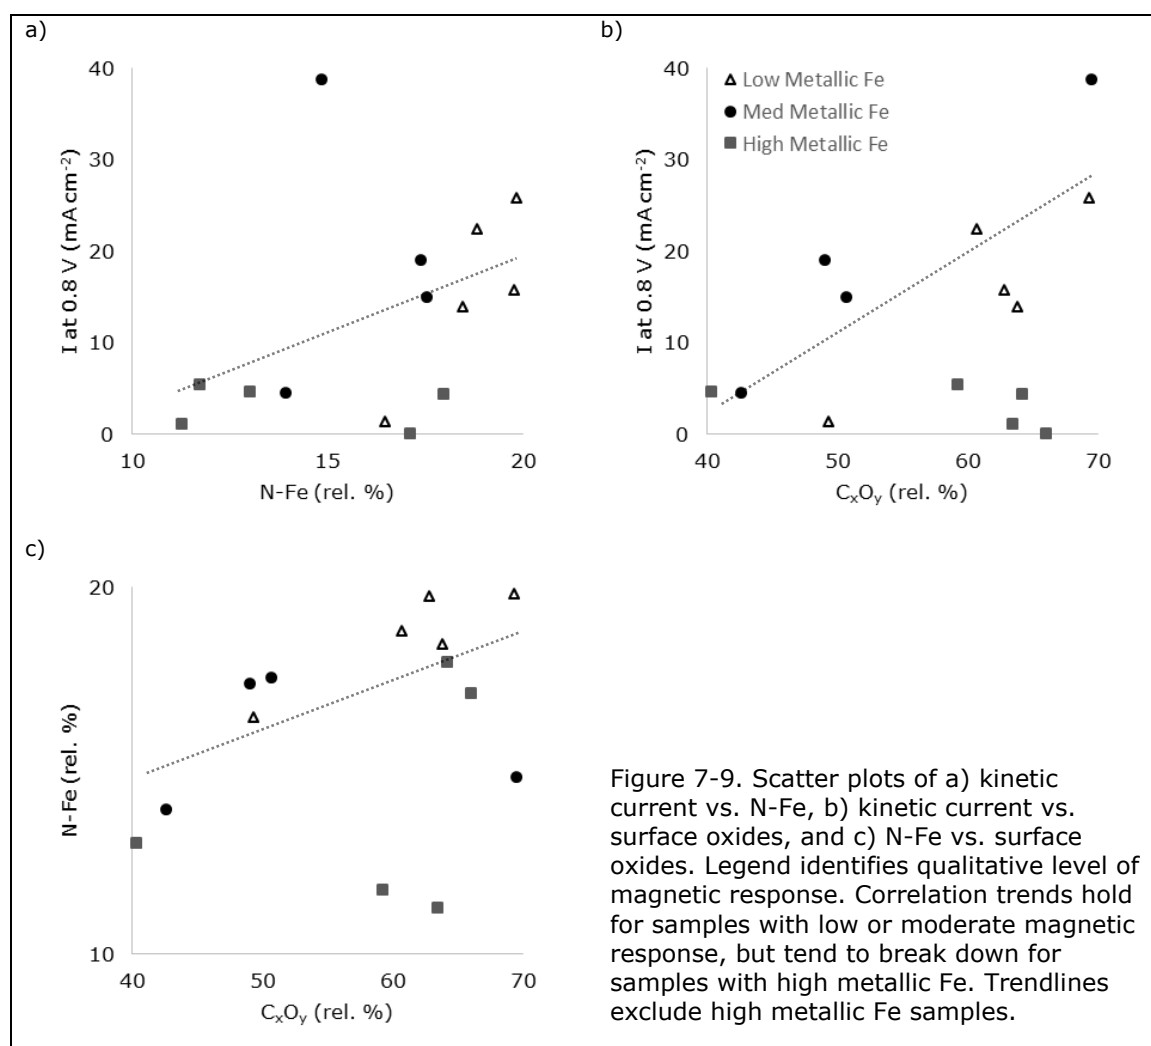 a)
40
30
20
10
0
I at 0.8 V (mA cm-2)
10 15 20
N-Fe (rel. %)
b)
Low Metallic Fe
Med Metallic Fe
High Metallic Fe
40
30
20
10
0
I at 0.8 V (mA cm-2)
40 50 60 70
CxOy (rel. %)
c)
20
10
N-Fe (rel. %)
40 50 60 70
CxOy (rel. %)
Figure 7-9. Scatter plots of a) kinetic
current vs. N-Fe, b) kinetic current vs.
surface oxides, and c) N-Fe vs. surface
oxides. Legend identifies qualitative level of
magnetic response. Correlation trends hold
for samples with low or moderate magnetic
response, but tend to break down for
samples with high metallic Fe. Trendlines
exclude high metallic Fe samples.